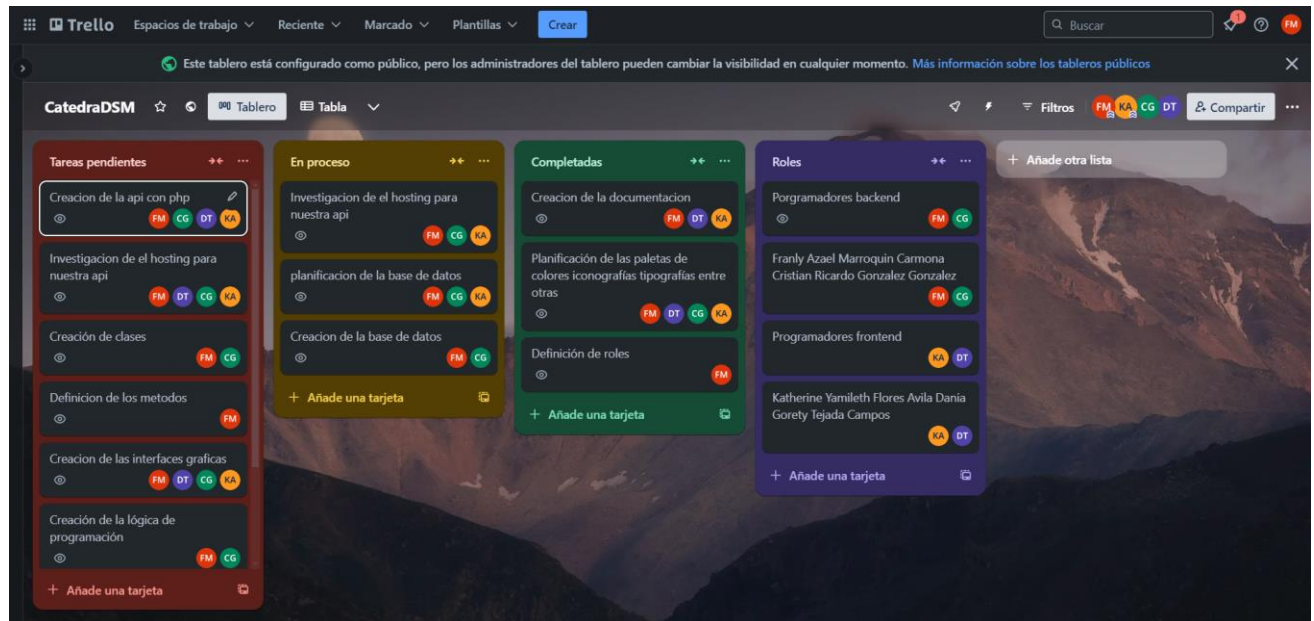 Trello Espacios de trabajo Reciente Marcado Plantillas Crear Buscar 1 FM
Este tablero está configurado como público, pero los administradores del tablero pueden cambiar la visibilidad en cualquier momento. Más información sobre los tableros públicos
CatedraDSM Tablero Tabla Filtros FM KA CG DT Compartir
Tareas pendientes
Creacion de la api con php
FM CG DT KA
Investigacion de el hosting para
nuestra api
FM DT CG KA
Creación de clases
FM CG
Definicion de los metodos
FM
Creacion de las interfaces graficas
FM DT CG KA
Creación de la lógica de
programación
FM CG
+ Añade una tarjeta
En proceso
Investigacion de el hosting para
nuestra api
FM CG KA
planificacion de la base de datos
FM CG KA
Creacion de la base de datos
FM CG
+ Añade una tarjeta
Completadas
Creacion de la documentacion
FM DT KA
Planificación de las paletas de
colores iconografías tipografías entre
otras
FM DT CG KA
Definición de roles
FM
+ Añade una tarjeta
Roles
Porgramadores backend
FM CG
Franly Azael Marroquin Carmona
Cristian Ricardo Gonzalez Gonzalez
FM CG
Programadores frontend
KA DT
Katherine Yamileth Flores Avila Dania
Gorety Tejada Campos
KA DT
+ Añade una tarjeta
+ Añade otra lista